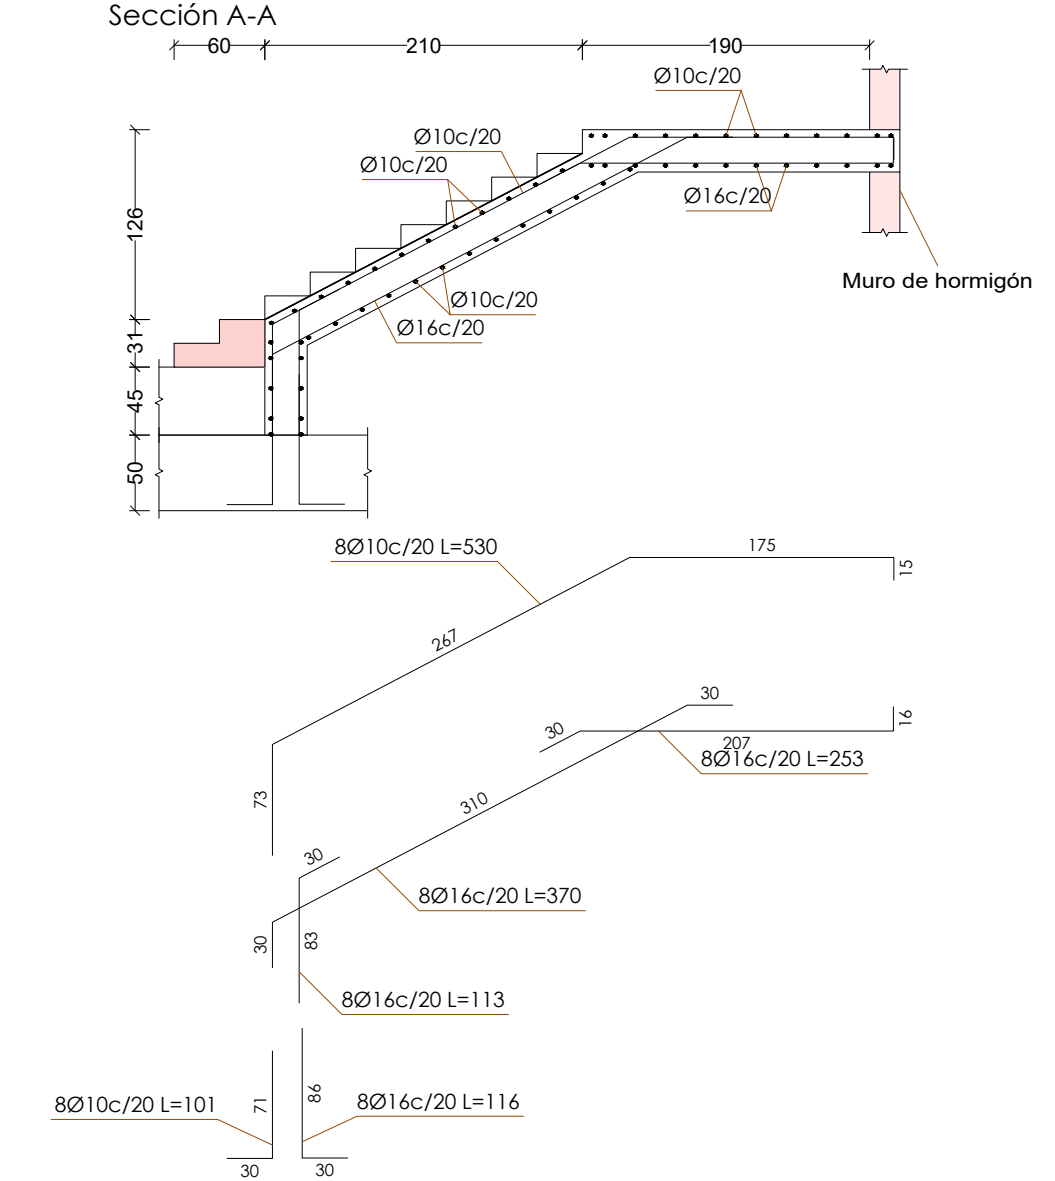 Sección A-A
60
210
190
Ø10c/20
Ø10c/20
Ø10c/20
Ø16c/20
126
Muro de hormigón
Ø10c/20
Ø16c/20
31
45
50
8Ø10c/20 L=530
175
15
267
30
16
30
207
8Ø16c/20 L=253
73
310
30
8Ø16c/20 L=370
30
83
8Ø16c/20 L=113
71
86
8Ø10c/20 L=101
8Ø16c/20 L=116
30
30